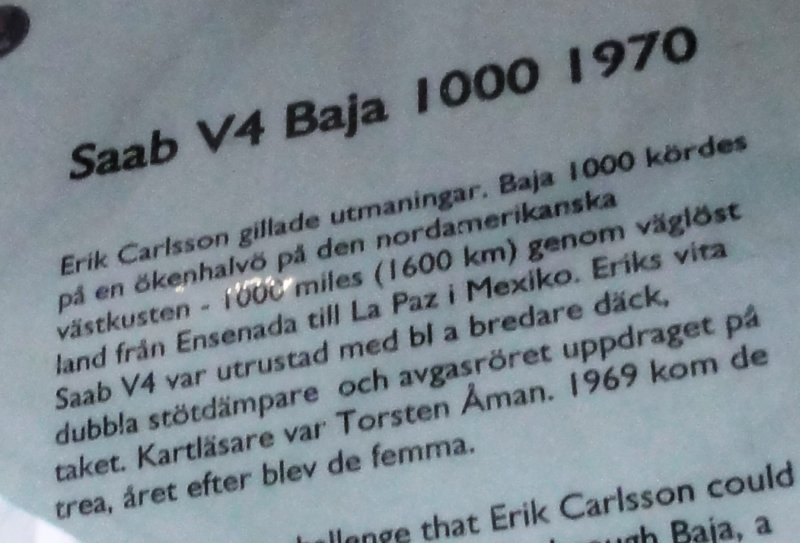 Saab V4 Baja 1000 1970
Erik Carlsson gillade utmaningar. Baja 1000 kördes
på en ökenhalvö på den nordamerikanska
västkusten - 1000 miles (1600 km) genom väglöst
land från Ensenada till La Paz i Mexiko. Eriks vita
Saab V4 var utrustad med bl a bredare däck,
dubbla stötdämpare och avgasröret uppdraget på
taket. Kartläsare var Torsten Åman. 1969 kom de
trea, året efter blev de femma.
that Erik Carlsson could
Baja, a